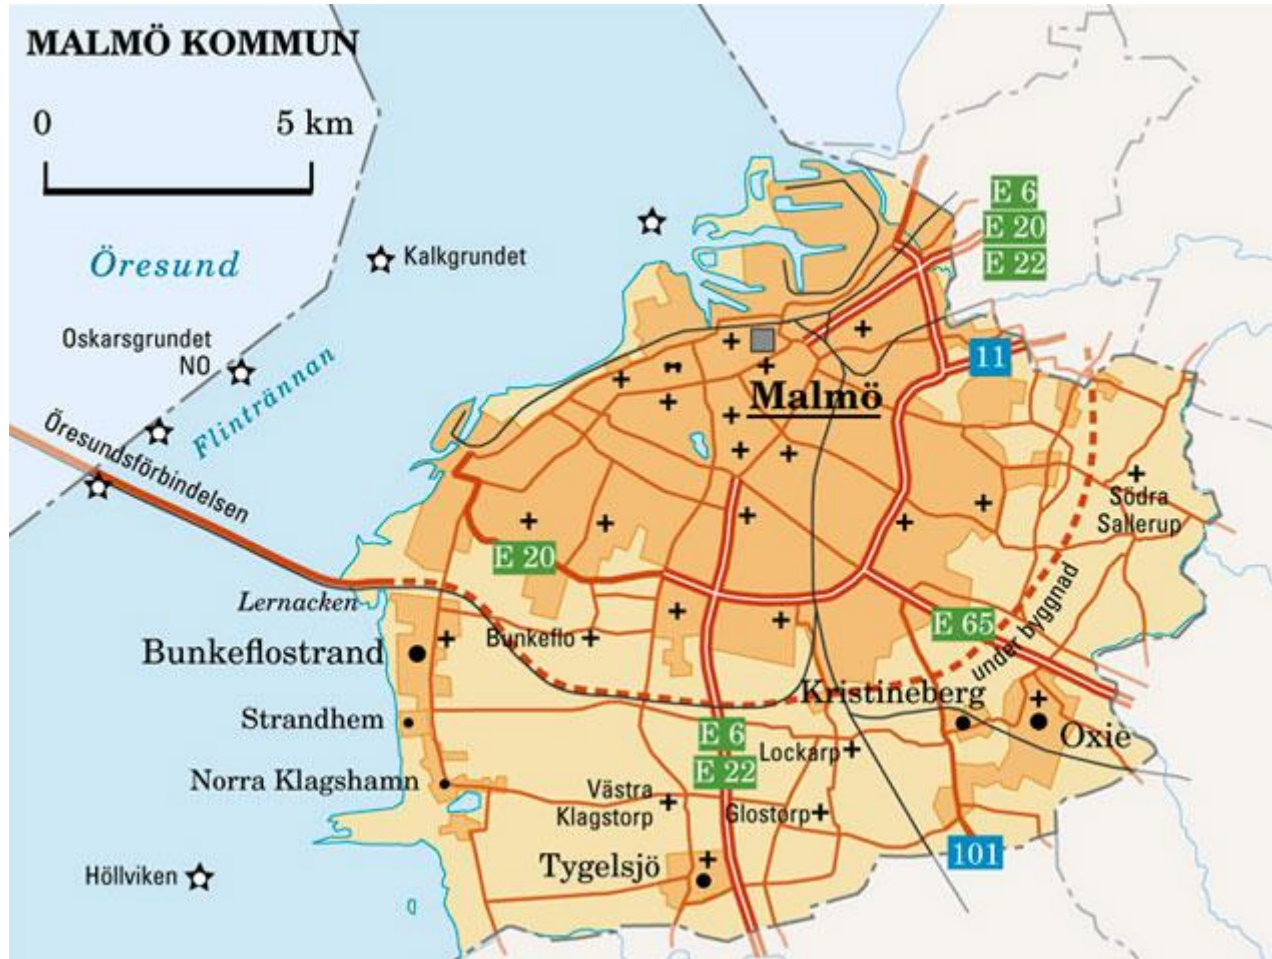 MALMÖ KOMMUN
0 5 km
Öresund
Kalkgrundet
Oskarsgrundet
NO
Flintrännan
Öresundsförbindelsen
E 6
E 20
E 22
11
Malmö
Södra
Sallerup
E 20
Lernacken
Bunkeflostrand
Bunkeflo
E 65
under byggnad
Kristineberg
Oxie
Strandhem
E 6
E 22
Lockarp
Norra Klagshamn
Västra
Klagstorp
Glostorp
101
Tygelsjö
Höllviken